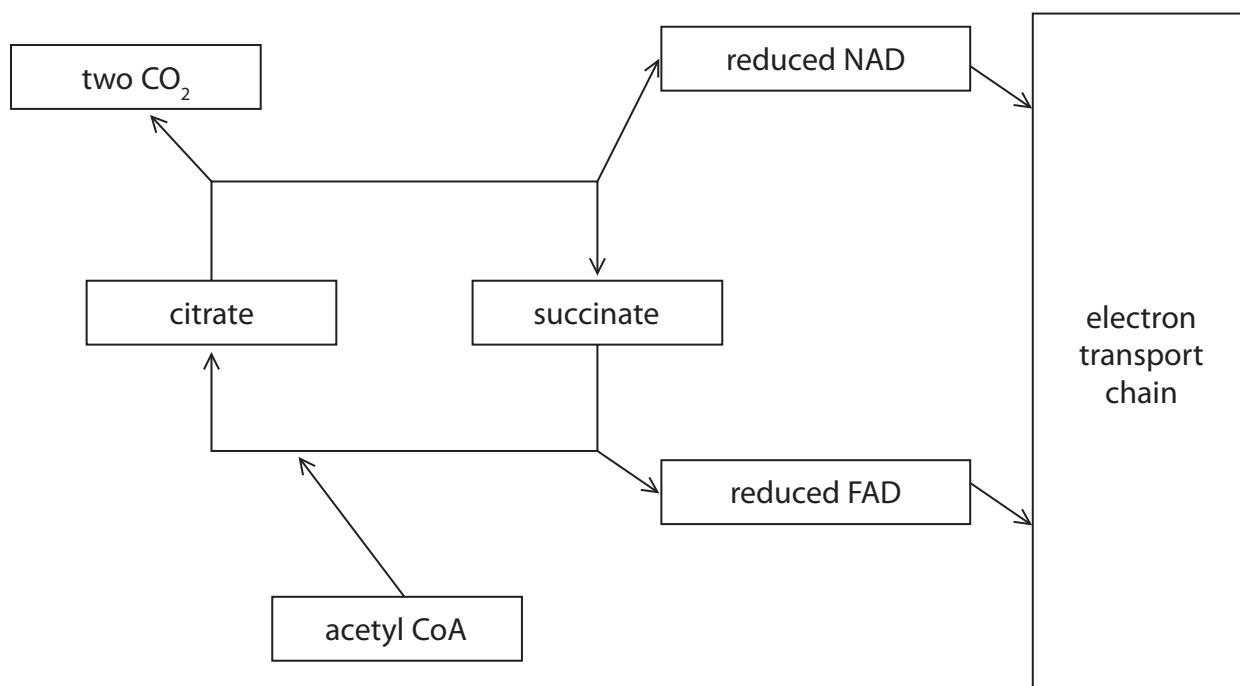 two CO₂
reduced NAD
citrate
succinate
electron
transport
chain
reduced FAD
acetyl CoA